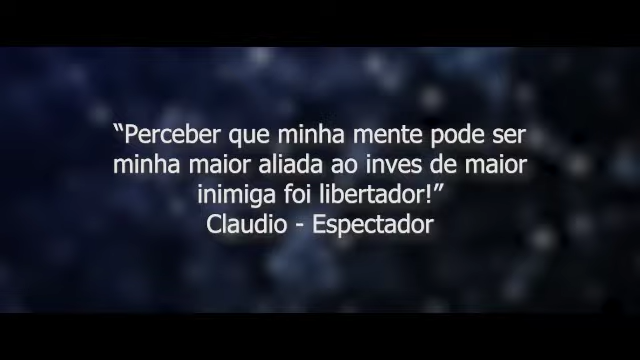 “Perceber que minha mente pode ser
minha maior aliada ao inves de maior
inimiga foi libertador!”
Claudio - Espectador